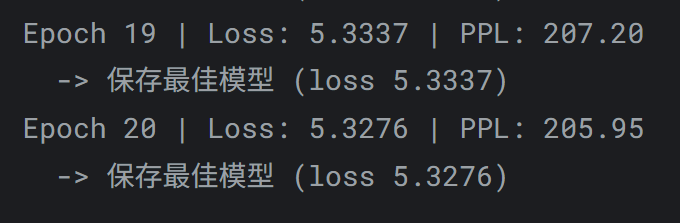 Epoch 19 | Loss: 5.3337 | PPL: 207.20
-> 保存最佳模型 (loss 5.3337)
Epoch 20 | Loss: 5.3276 | PPL: 205.95
-> 保存最佳模型 (loss 5.3276)